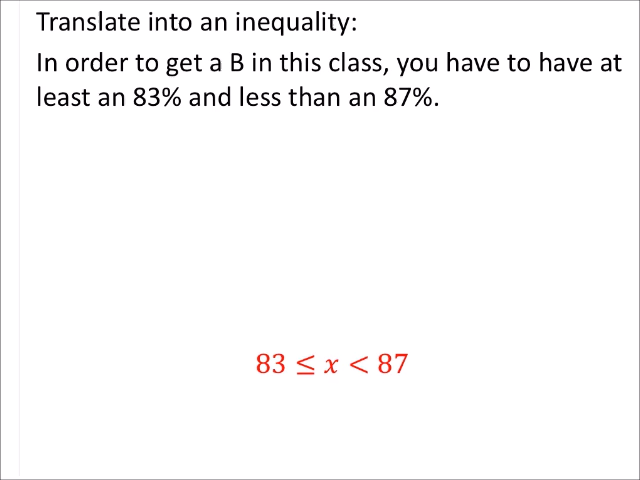 Translate into an inequality:
In order to get a B in this class, you have to have at
least an 83% and less than an 87%.
83 ≤ x < 87